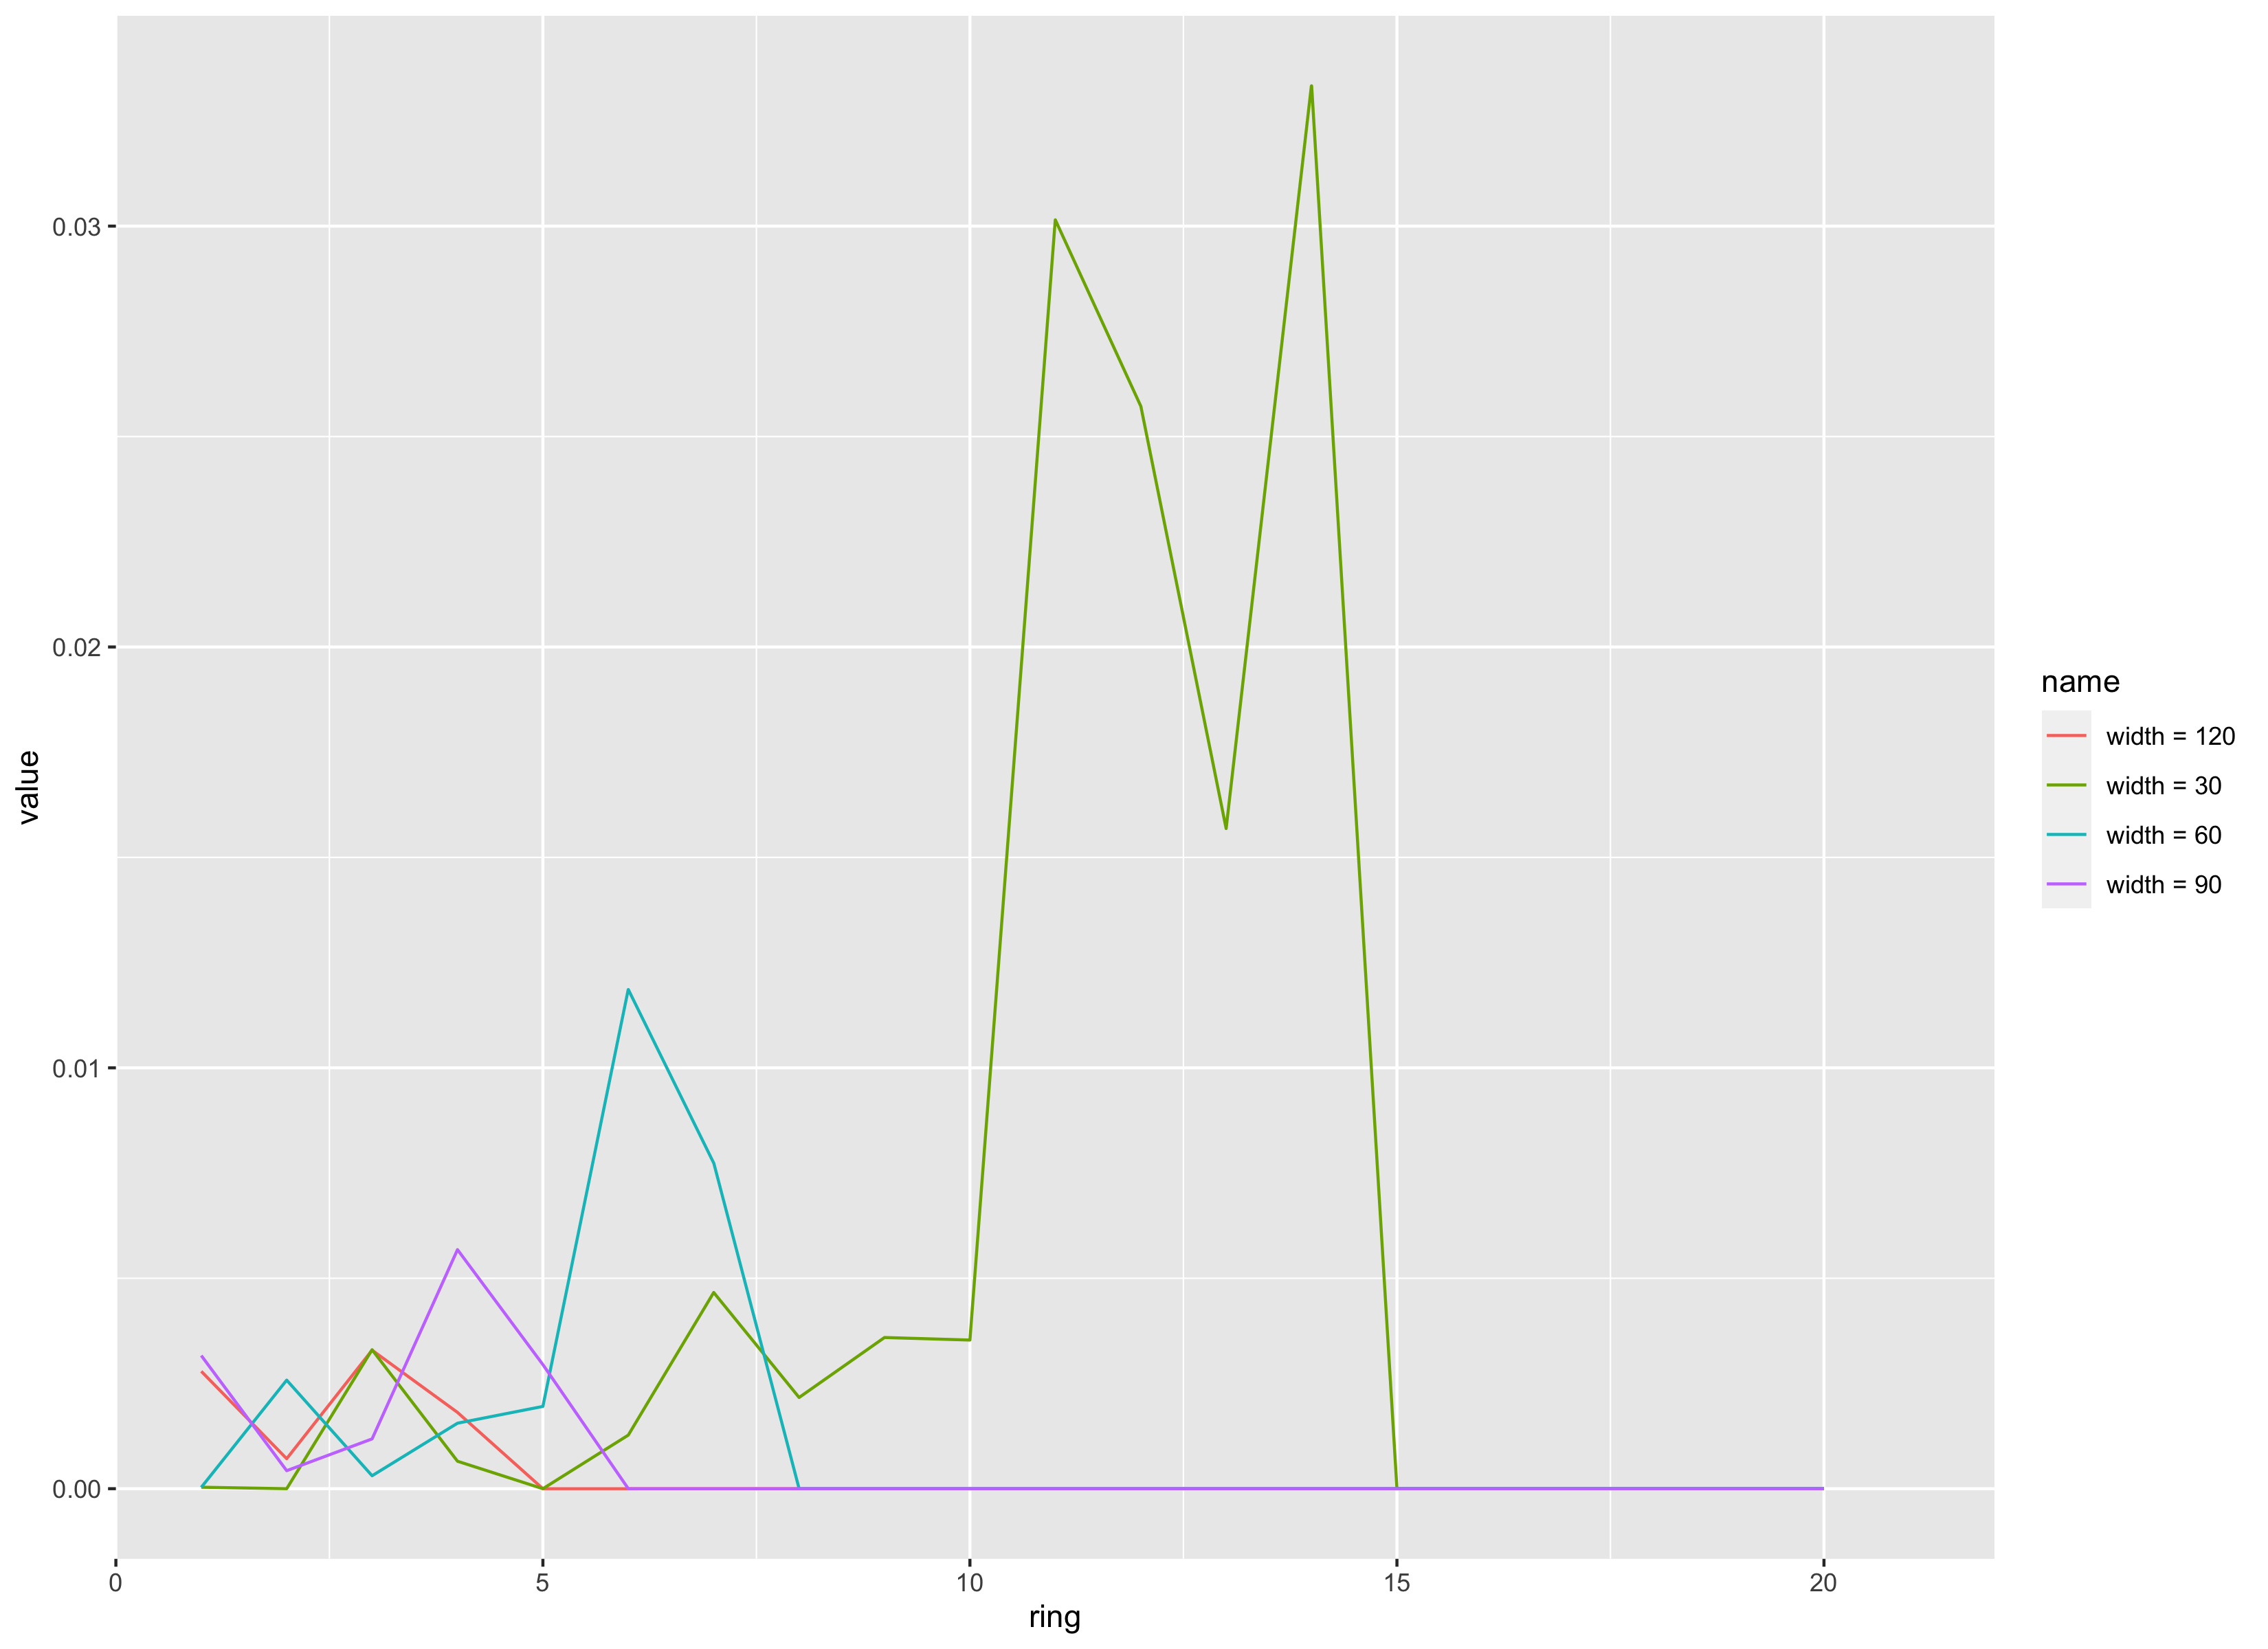 0.03
0.02
0.01
0.00
value
0 5 10 15 20
ring
name
width = 120
width = 30
width = 60
width = 90